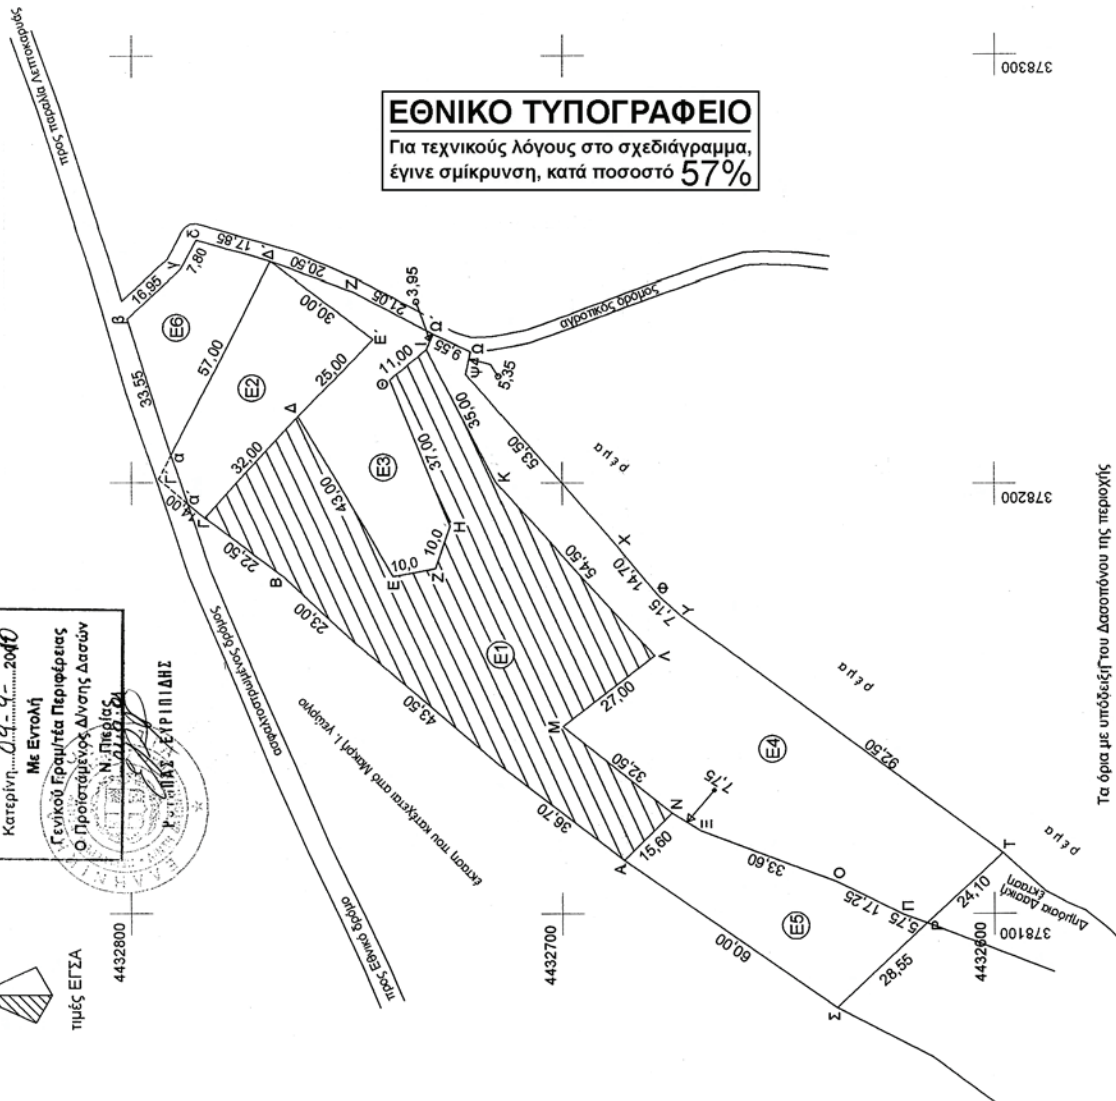 προς παραλία Λεπτοκαρυάς
378300
ΕΘΝΙΚΟ ΤΥΠΟΓΡΑΦΕΙΟ
Για τεχνικούς λόγους στο σχεδιάγραμμα,
έγινε σμίκρυνση, κατά ποσοστό 57%
β
16,95
γ
7,80
δ
17,85
Δ΄
20,50
Ζ΄
21,05
3,95
Ε6
33,55
57,00
30,00
Ε΄
Ε2
25,00
11,00
Θ
Ι
9,55
Ω΄
Ω
Ψ
5,35
αγροτικός δρόμος
Γ΄
α
α΄
14,00
Γ
32,00
Δ
22,50
Β
23,00
43,00
Ε3
37,00
35,00
Κ
53,50
ρέμα
378200
Ε
10,0
Ζ
10,0
Η
54,50
Χ
14,70
Φ
7,15
Υ
Ε1
43,50
Λ
27,00
Μ
ρέμα
Ε4
92,50
32,50
7,75
Ν
Ξ
15,60
36,70
Α
33,60
Ο
17,25
Π
5,75
Ρ
24,10
Τ
ρέμα
Δημόσια Δασική
έκταση
Ε5
60,00
28,55
Σ
ασφαλτοστρωμένος δρόμος
προς Εθνικό δρόμο
έκταση που κατέχεται από Μακρή Ι. γεώργιο
4432800
4432700
4432600
378100
Τα όρια με υπόδειξη του Δασοπόνου της περιοχής
Κατερίνη
Με Εντολή
Γενικού Γραμ/τέα Περιφέρειας
Ο Προϊστάμενος Δ/νσης Δασών
Ν. Πιερίας
ΕΥΡΙΠΙΔΗΣ
τιμές ΕΓΣΑ